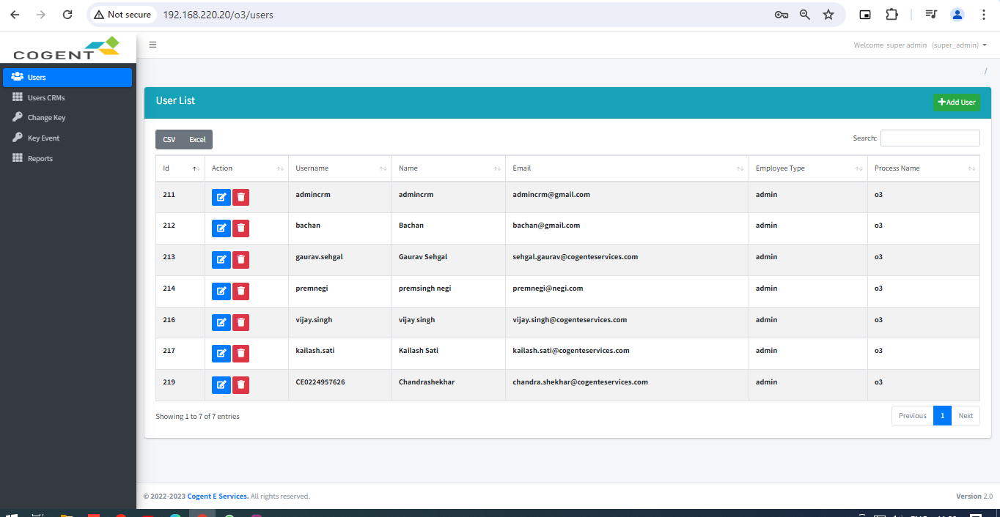 Not secure 192.168.220.20/o3/users
COGENT
Welcome super admin (super_admin)
/
Users
Users CRMs
Change Key
Key Event
Reports
User List
Add User
CSV Excel
Search:
Id Action Username Name Email Employee Type Process Name
211 admincrm admincrm admincrm@gmail.com admin o3
212 bachan Bachan bachan@gmail.com admin o3
213 gaurav.sehgal Gaurav Sehgal sehgal.gaurav@cogenteservices.com admin o3
214 premnegi premsingh negi premnegi@negi.com admin o3
216 vijay.singh vijay singh vijay.singh@cogenteservices.com admin o3
217 kailash.sati Kailash Sati kailash.sati@cogenteservices.com admin o3
219 CE0224957626 Chandrashekhar chandra.shekhar@cogenteservices.com admin o3
Showing 1 to 7 of 7 entries
Previous 1 Next
© 2022-2023 Cogent E Services. All rights reserved.
Version 2.0